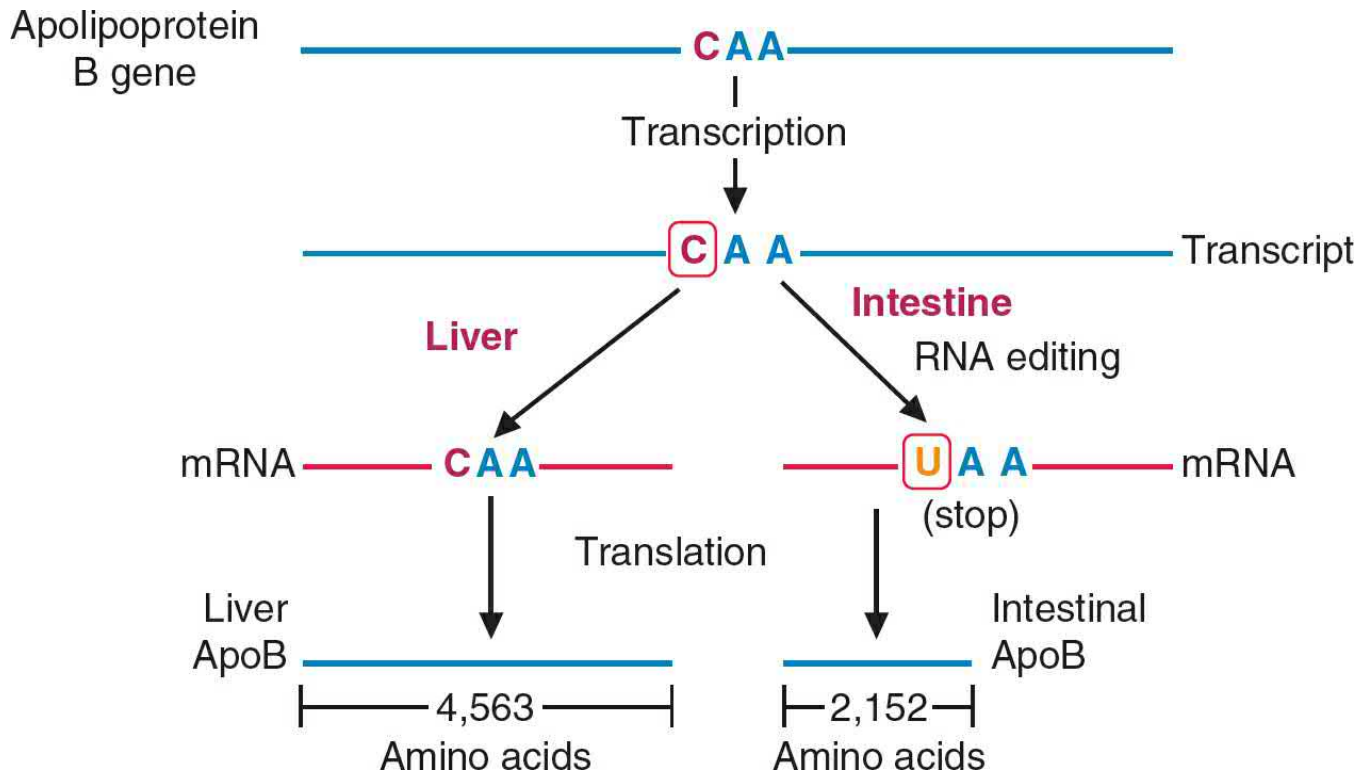 Apolipoprotein
B gene
CAA
Transcription
C A A
Transcript
Liver
Intestine
RNA editing
mRNA
CAA
U A A
mRNA
(stop)
Translation
Liver
ApoB
Intestinal
ApoB
4,563
2,152
Amino acids
Amino acids